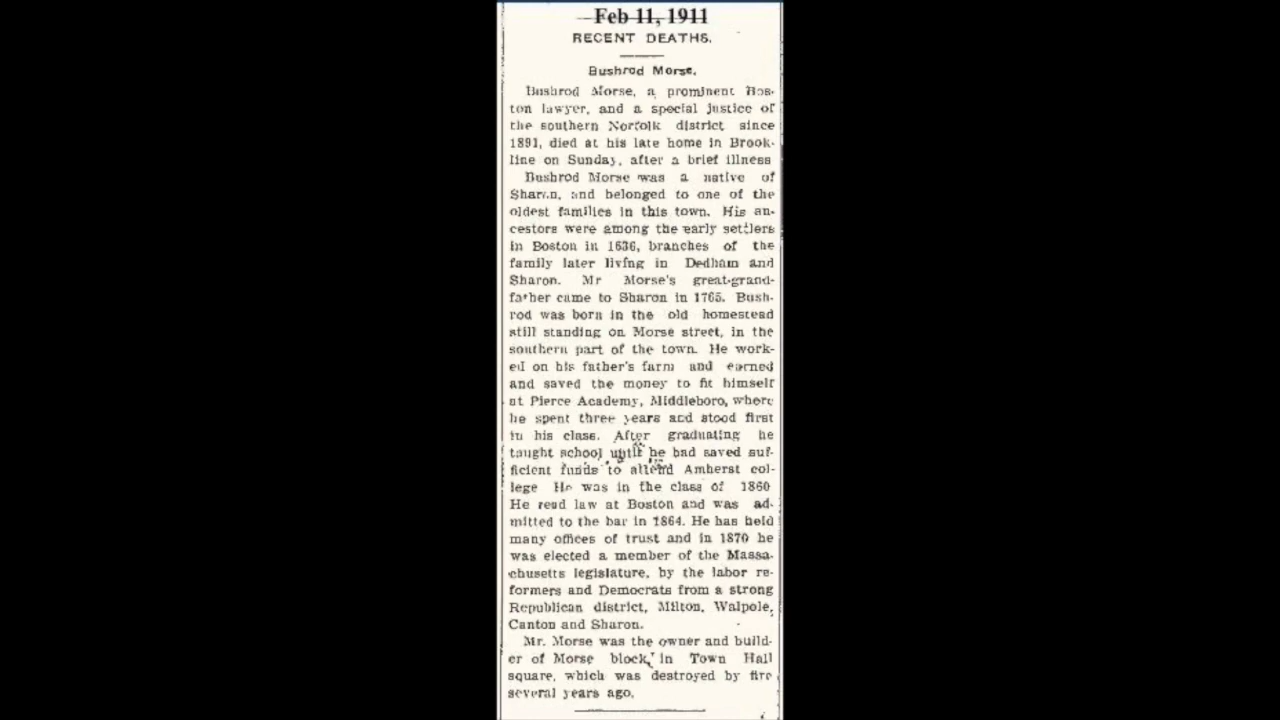 Feb 11, 1911
RECENT DEATHS.
Bushrod Morse.
Bushrod Morse, a prominent Bos-
ton lawyer, and a special justice of
the southern Norfolk district since
1891, died at his late home in Brook-
line on Sunday, after a brief illness
Bushrod Morse was a native of
Sharon, and belonged to one of the
oldest families in this town. His an-
cestors were among the early settlers
in Boston in 1636, branches of the
family later living in Dedham and
Sharon. Mr Morse's great-grand-
father came to Sharon in 1765. Bush-
rod was born in the old homestead
still standing on Morse street, in the
southern part of the town. He work-
ed on his father's farm and earned
and saved the money to fit himself
at Pierce Academy, Middleboro, where
he spent three years and stood first
in his class. After graduating he
taught school until he had saved suf-
ficient funds to attend Amherst col-
lege He was in the class of 1860
He read law at Boston and was ad-
mitted to the bar in 1864. He has held
many offices of trust and in 1870 he
was elected a member of the Massa-
chusetts legislature, by the labor re-
formers and Democrats from a strong
Republican district, Milton, Walpole,
Canton and Sharon.
Mr. Morse was the owner and build-
er of Morse block, in Town Hall
square, which was destroyed by fire
several years ago.